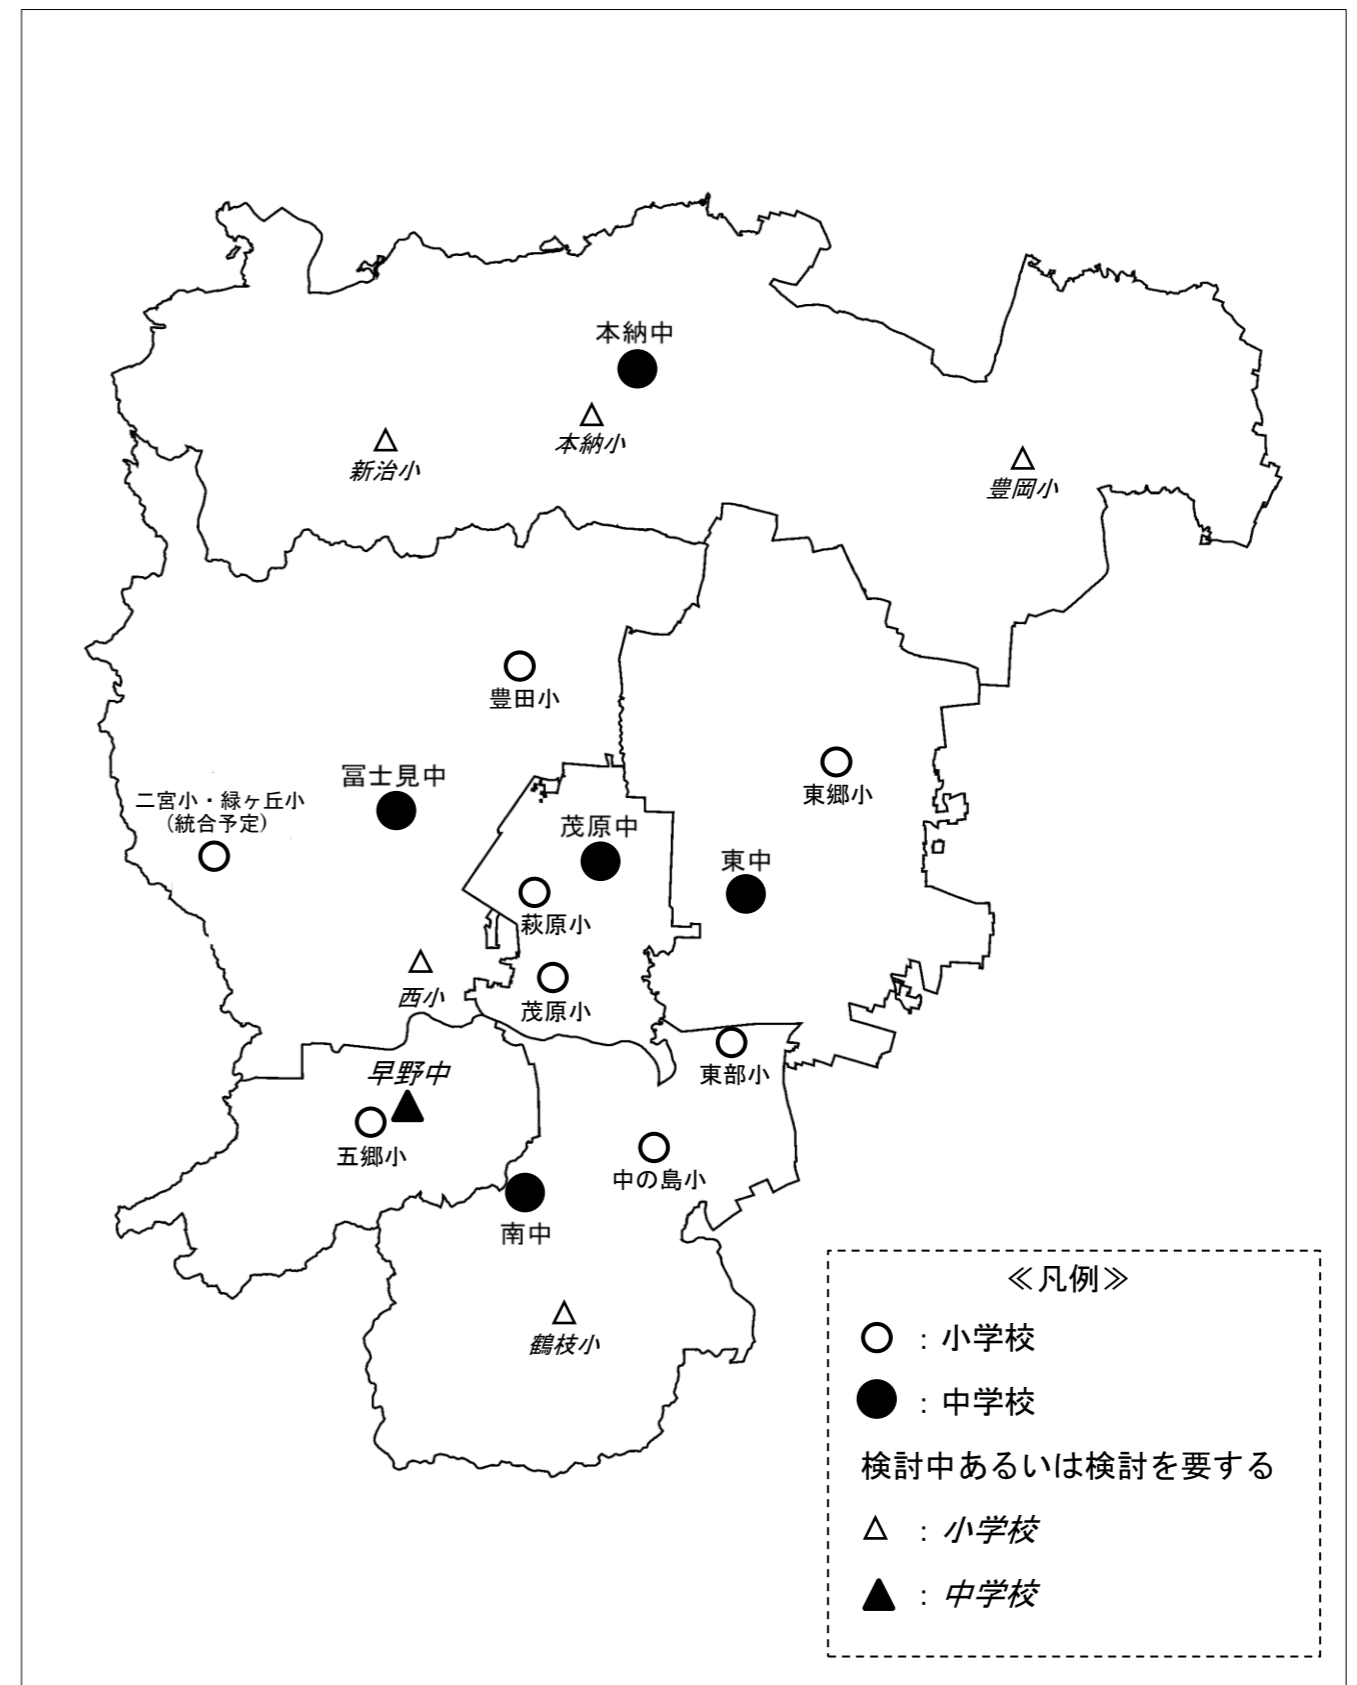 本納中
本納小
新治小
豊岡小
豊田小
冨士見中
二宮小・緑ヶ丘小
(統合予定)
東郷小
茂原中
東中
萩原小
西小
茂原小
東部小
早野中
五郷小
中の島小
南中
鶴枝小
≪凡例≫
：小学校
：中学校
検討中あるいは検討を要する
：小学校
：中学校